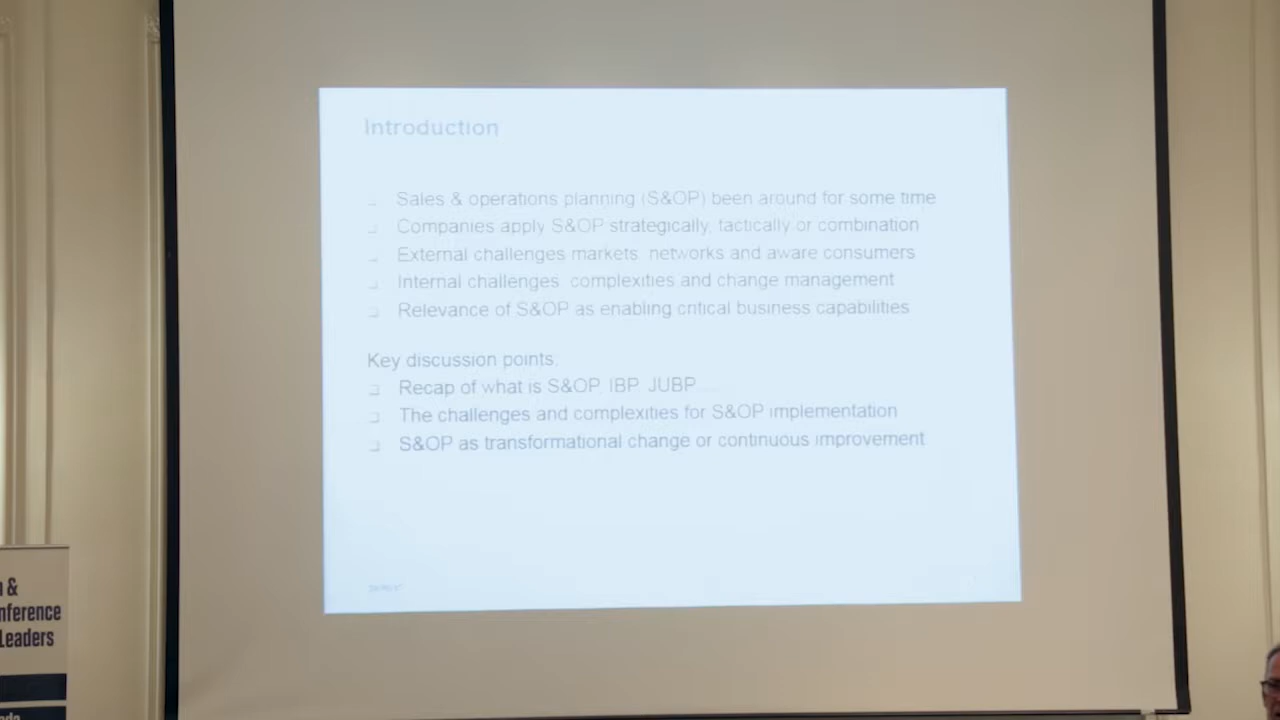 Introduction
Sales & operations planning (S&OP) been around for some time
Companies apply S&OP strategically, tactically or combination
External challenges markets, networks and aware consumers
Internal challenges, complexities and change management
Relevance of S&OP as enabling critical business capabilities
Key discussion points,
Recap of what is S&OP, IBP, JUBP
The challenges and complexities for S&OP implementation
S&OP as transformational change or continuous improvement
&
nference
Leaders